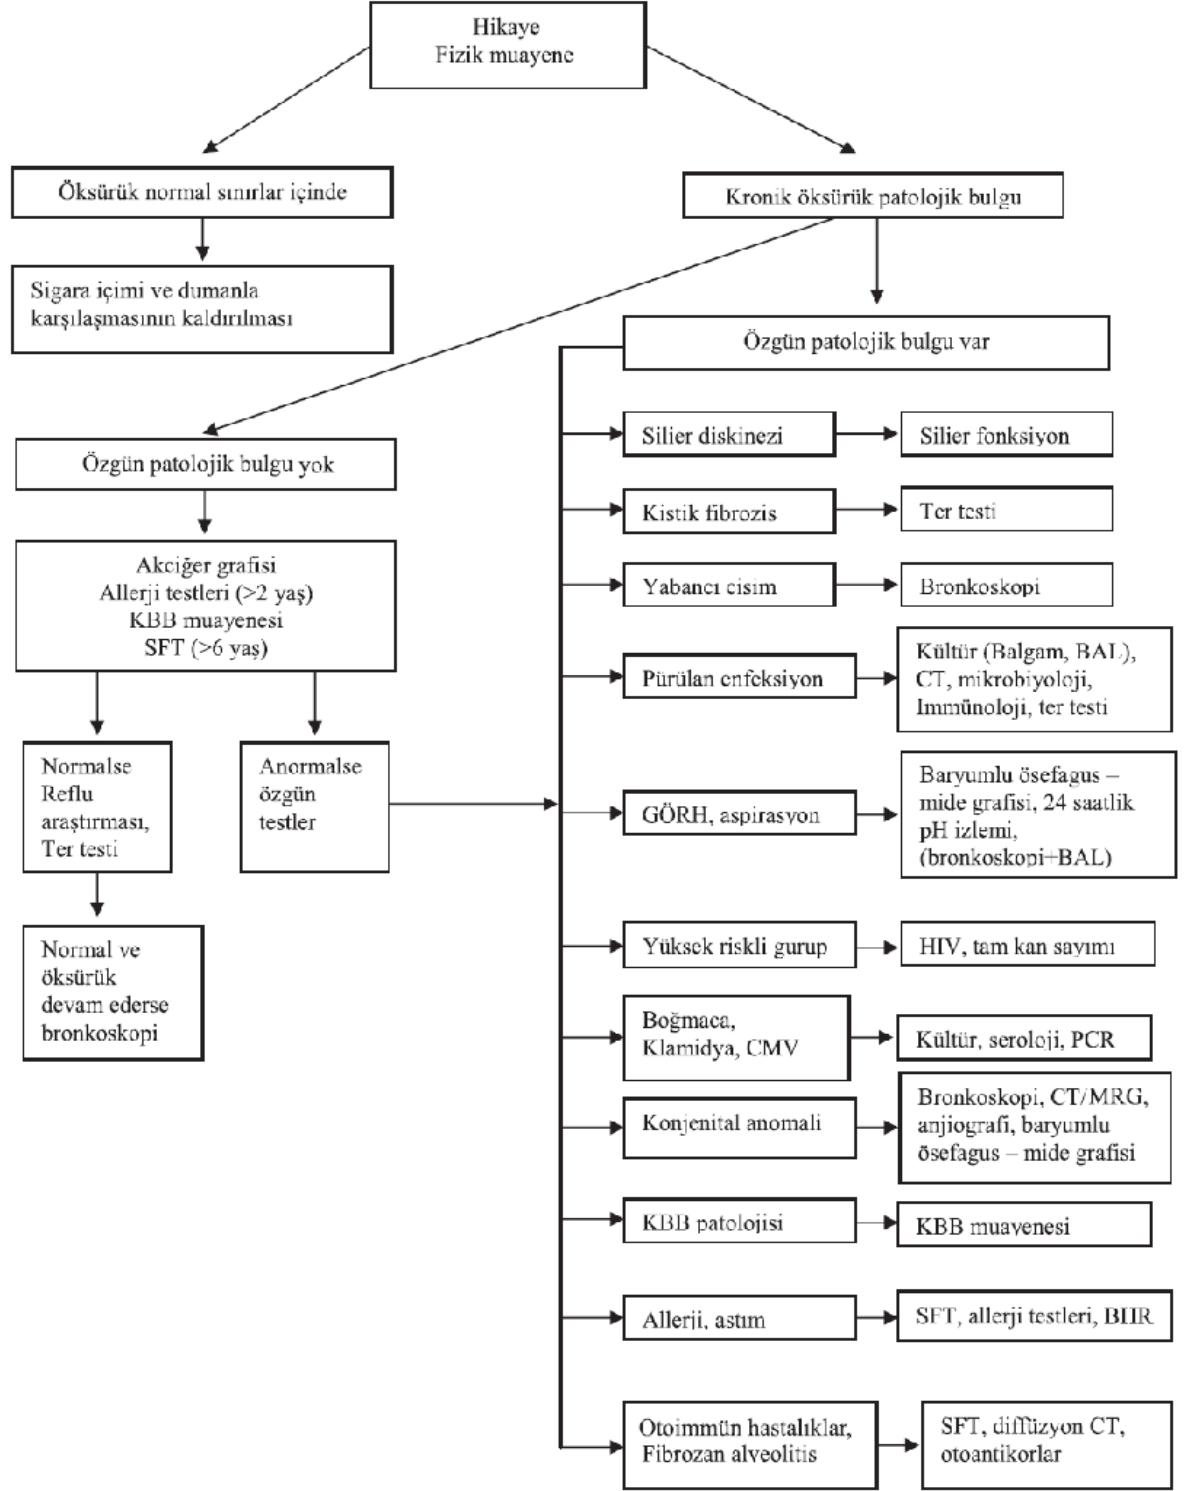 Hikaye
Fizik muayene
Öksürük normal sınırlar içinde
Kronik öksürük patolojik bulgu
Sigara içimi ve dumanla
karşılaşmasının kaldırılması
Özgün patolojik bulgu var
Özgün patolojik bulgu yok
Akciğer grafisi
Allerji testleri (>2 yaş)
KBB muayenesi
SFT (>6 yaş)
Normalse
Reflu
araştırması,
Ter testi
Anormalse
özgün
testler
Normal ve
öksürük
devam ederse
bronkoskopi
Silier diskinezi
Silier fonksiyon
Kistik fibrozis
Ter testi
Yabancı cisim
Bronkoskopi
Pürülan enfeksiyon
Kültür (Balgam, BAL),
CT, mikrobiyoloji,
Immünoloji, ter testi
GÖRH, aspirasyon
Baryumlu ösefagus –
mide grafisi, 24 saatlik
pH izlemi,
(bronkoskopi+BAL)
Yüksek riskli gurup
HIV, tam kan sayımı
Boğmaca,
Klamidya, CMV
Kültür, seroloji, PCR
Konjenital anomali
Bronkoskopi, CT/MRG,
anjiografi, baryumlu
ösefagus – mide grafisi
KBB patolojisi
KBB muayenesi
Allerji, astım
SFT, allerji testleri, BHR
Otoimmün hastalıklar,
Fibrozan alveolitis
SFT, diffüzyon CT,
otoantikorlar